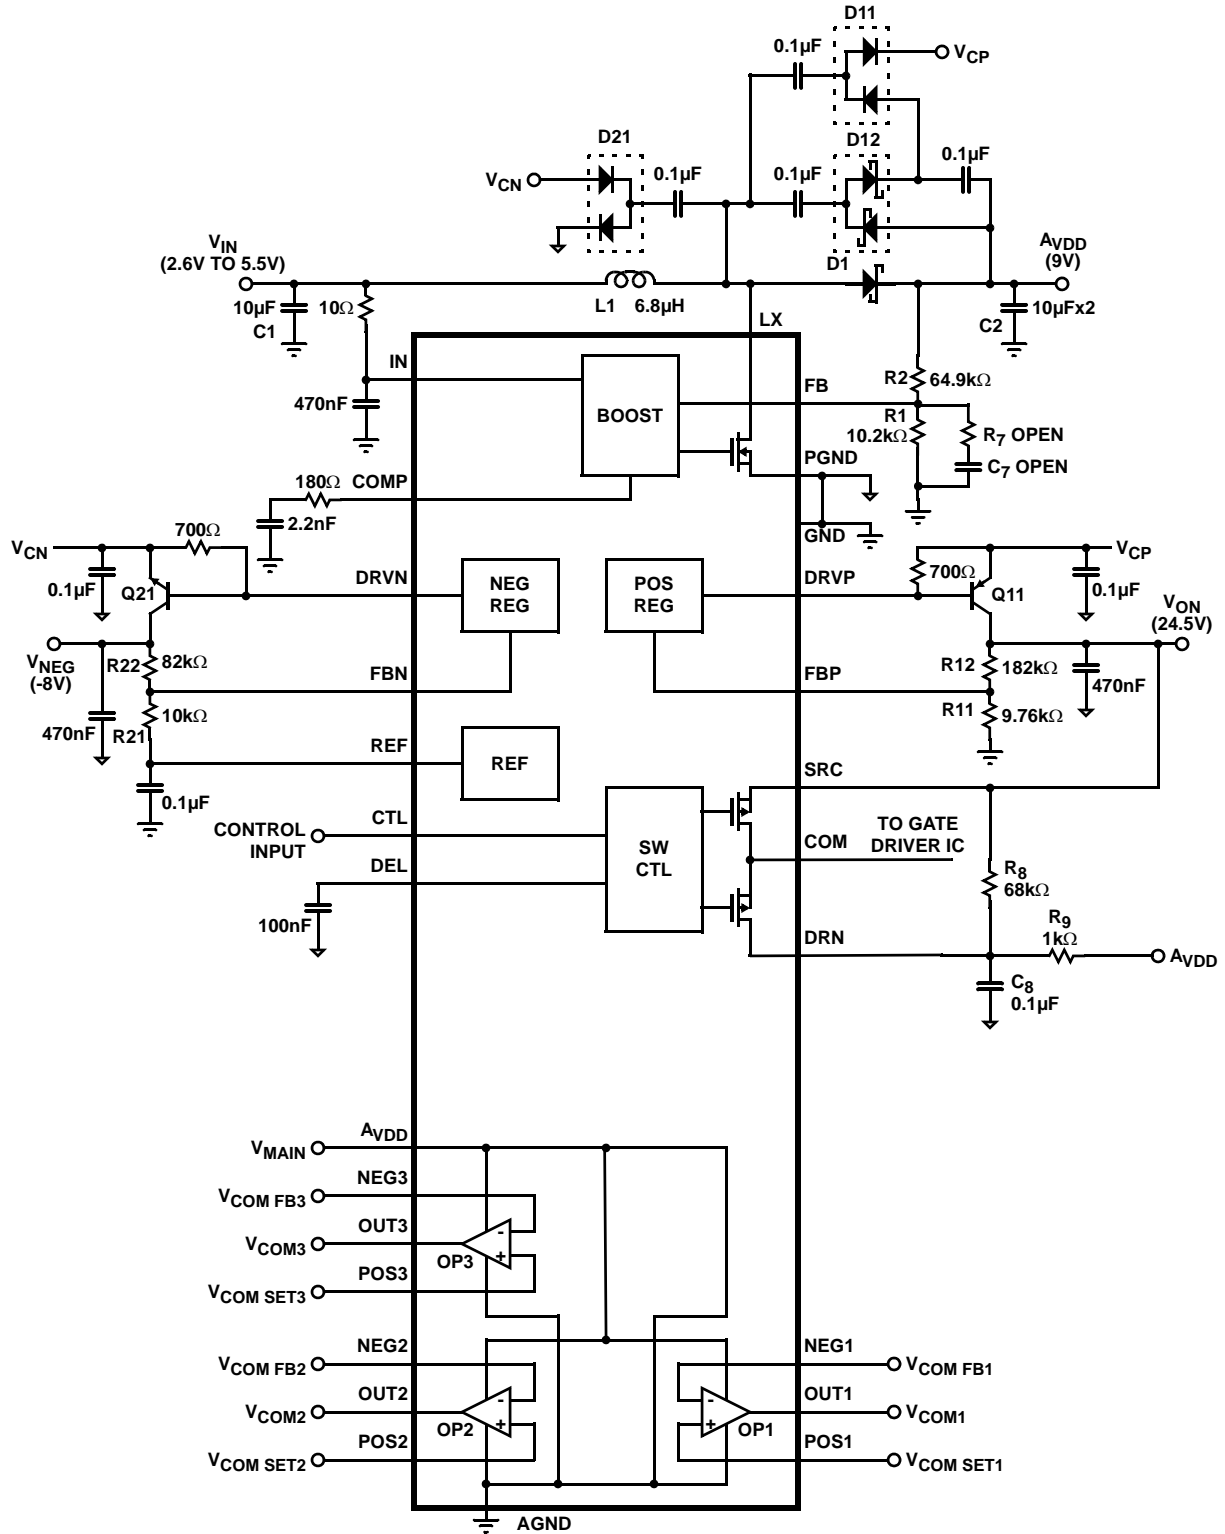 D11
0.1µF
VCP
D21
D12
0.1µF
0.1µF
0.1µF
VCN
VIN
(2.6V TO 5.5V)
D1
AVDD
(9V)
10µF
C1
10Ω
L1 6.8µH
C2
10µFx2
LX
IN
BOOST
FB
R2
64.9kΩ
470nF
R1
10.2kΩ
R7 OPEN
C7 OPEN
PGND
180Ω
COMP
2.2nF
GND
700Ω
VCN
0.1µF
Q21
DRVN
NEG
REG
POS
REG
DRVP
700Ω
Q11
VCP
0.1µF
VON
(24.5V)
VNEG
(-8V)
R22
82kΩ
FBN
FBP
R12
182kΩ
470nF
470nF
R21
10kΩ
R11
9.76kΩ
REF
REF
0.1µF
SRC
CTL
CONTROL
INPUT
SW
CTL
COM
TO GATE
DRIVER IC
DEL
100nF
R8
68kΩ
R9
1kΩ
DRN
AVDD
C8
0.1µF
AVDD
VMAIN
NEG3
VCOM FB3
OUT3
VCOM3
-
+
OP3
POS3
VCOM SET3
NEG2
VCOM FB2
OUT2
VCOM2
-
+
OP2
POS2
VCOM SET2
NEG1
VCOM FB1
-
+
OUT1
VCOM1
OP1
POS1
VCOM SET1
AGND